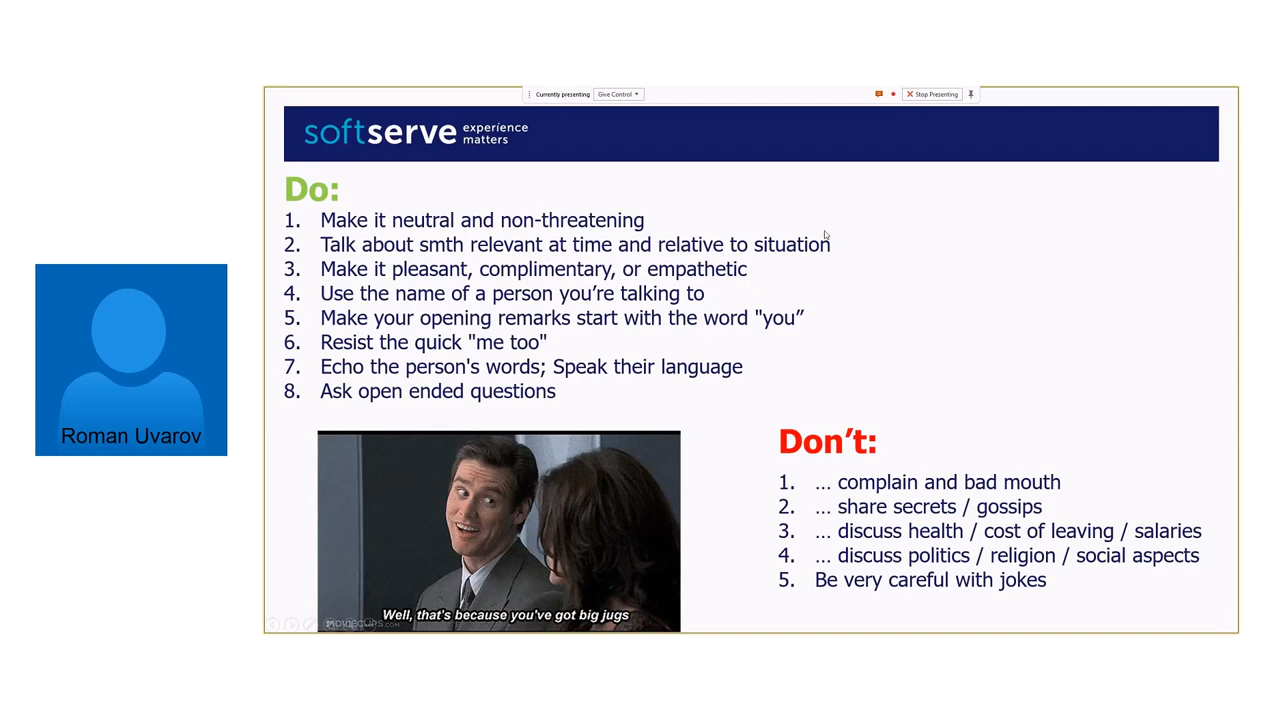 Currently presenting Give Control Stop Presenting
softserve experience matters
Do:
1. Make it neutral and non-threatening
2. Talk about smth relevant at time and relative to situation
3. Make it pleasant, complimentary, or empathetic
4. Use the name of a person you’re talking to
5. Make your opening remarks start with the word "you”
6. Resist the quick "me too"
7. Echo the person's words; Speak their language
8. Ask open ended questions
Roman Uvarov
Well, that's because you've got big jugs
MOVIECLIPS.COM
Don’t:
1. ... complain and bad mouth
2. ... share secrets / gossips
3. ... discuss health / cost of leaving / salaries
4. ... discuss politics / religion / social aspects
5. Be very careful with jokes